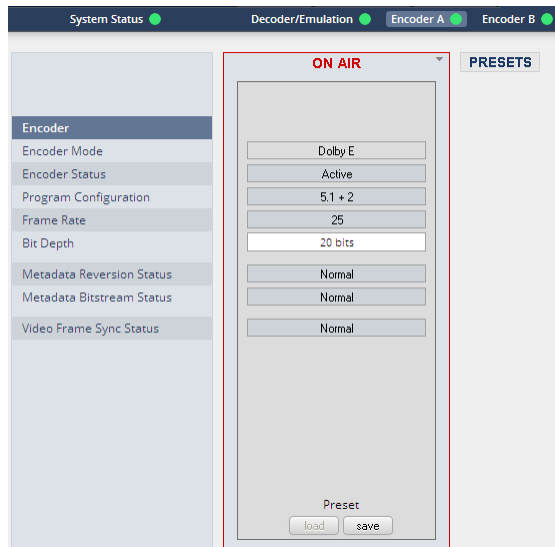 System Status Decoder/Emulation Encoder A Encoder B
ON AIR PRESETS
Encoder
Encoder Mode Dolby E
Encoder Status Active
Program Configuration 5.1 + 2
Frame Rate 25
Bit Depth 20 bits
Metadata Reversion Status Normal
Metadata Bitstream Status Normal
Video Frame Sync Status Normal
Preset
load save